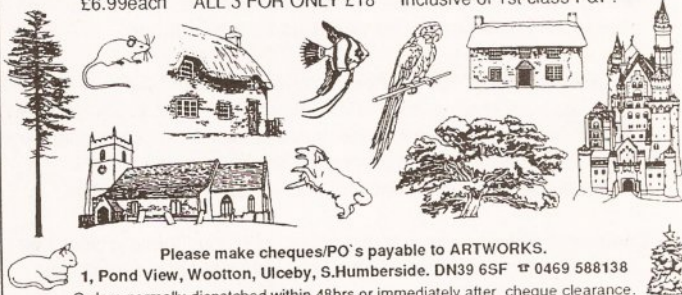 £6.99each ALL 3 FOR ONLY £18 Inclusive of 1st class P&P.
Please make cheques/PO`s payable to ARTWORKS.
1, Pond View, Wootton, Ulceby, S.Humberside. DN39 6SF ☎ 0469 588138
Orders normally dispatched within 48hrs or immediately after cheque clearance.